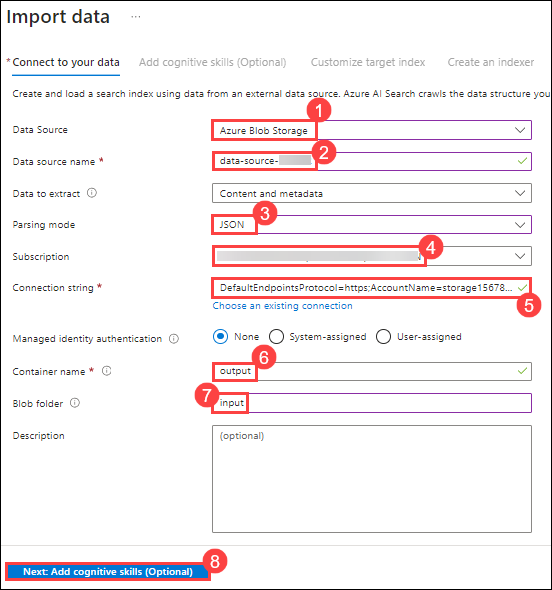 Import data ...
* Connect to your data Add cognitive skills (Optional) Customize target index Create an indexer
Create and load a search index using data from an external data source. Azure AI Search crawls the data structure you
1
Data Source Azure Blob Storage
2
Data source name * data-source-
Data to extract Content and metadata
3
Parsing mode JSON
4
Subscription
Connection string * DefaultEndpointsProtocol=https;AccountName=storage15678...
5
Choose an existing connection
Managed identity authentication None System-assigned User-assigned
6
Container name * output
7
Blob folder input
Description (optional)
8
Next: Add cognitive skills (Optional)